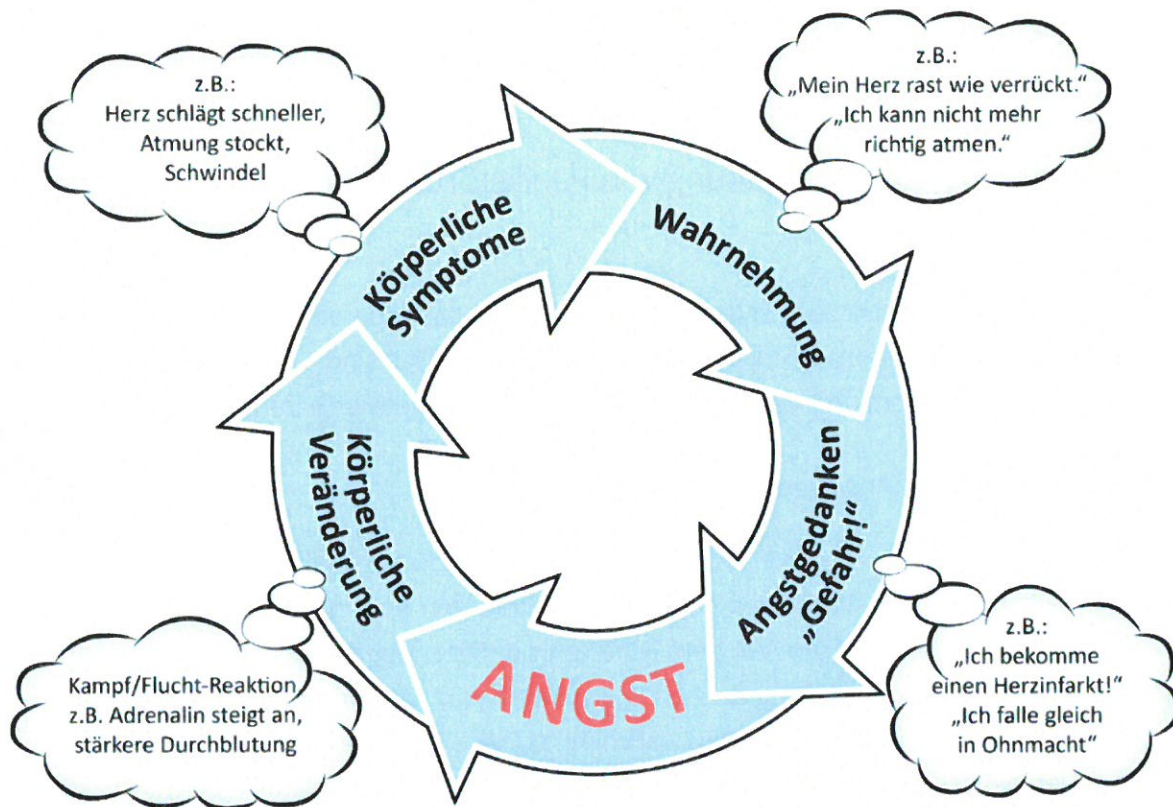 z.B.:
Herz schlägt schneller,
Atmung stockt,
Schwindel
z.B.:
„Mein Herz rast wie verrückt.“
„Ich kann nicht mehr
richtig atmen.“
Körperliche
Symptome
Wahrnehmung
Angstgedanken
„Gefahr!“
z.B.:
„Ich bekomme
einen Herzinfarkt!“
„Ich falle gleich
in Ohnmacht“
ANGST
Körperliche
Veränderung
Kampf/Flucht-Reaktion,
z.B. Adrenalin steigt an,
stärkere Durchblutung